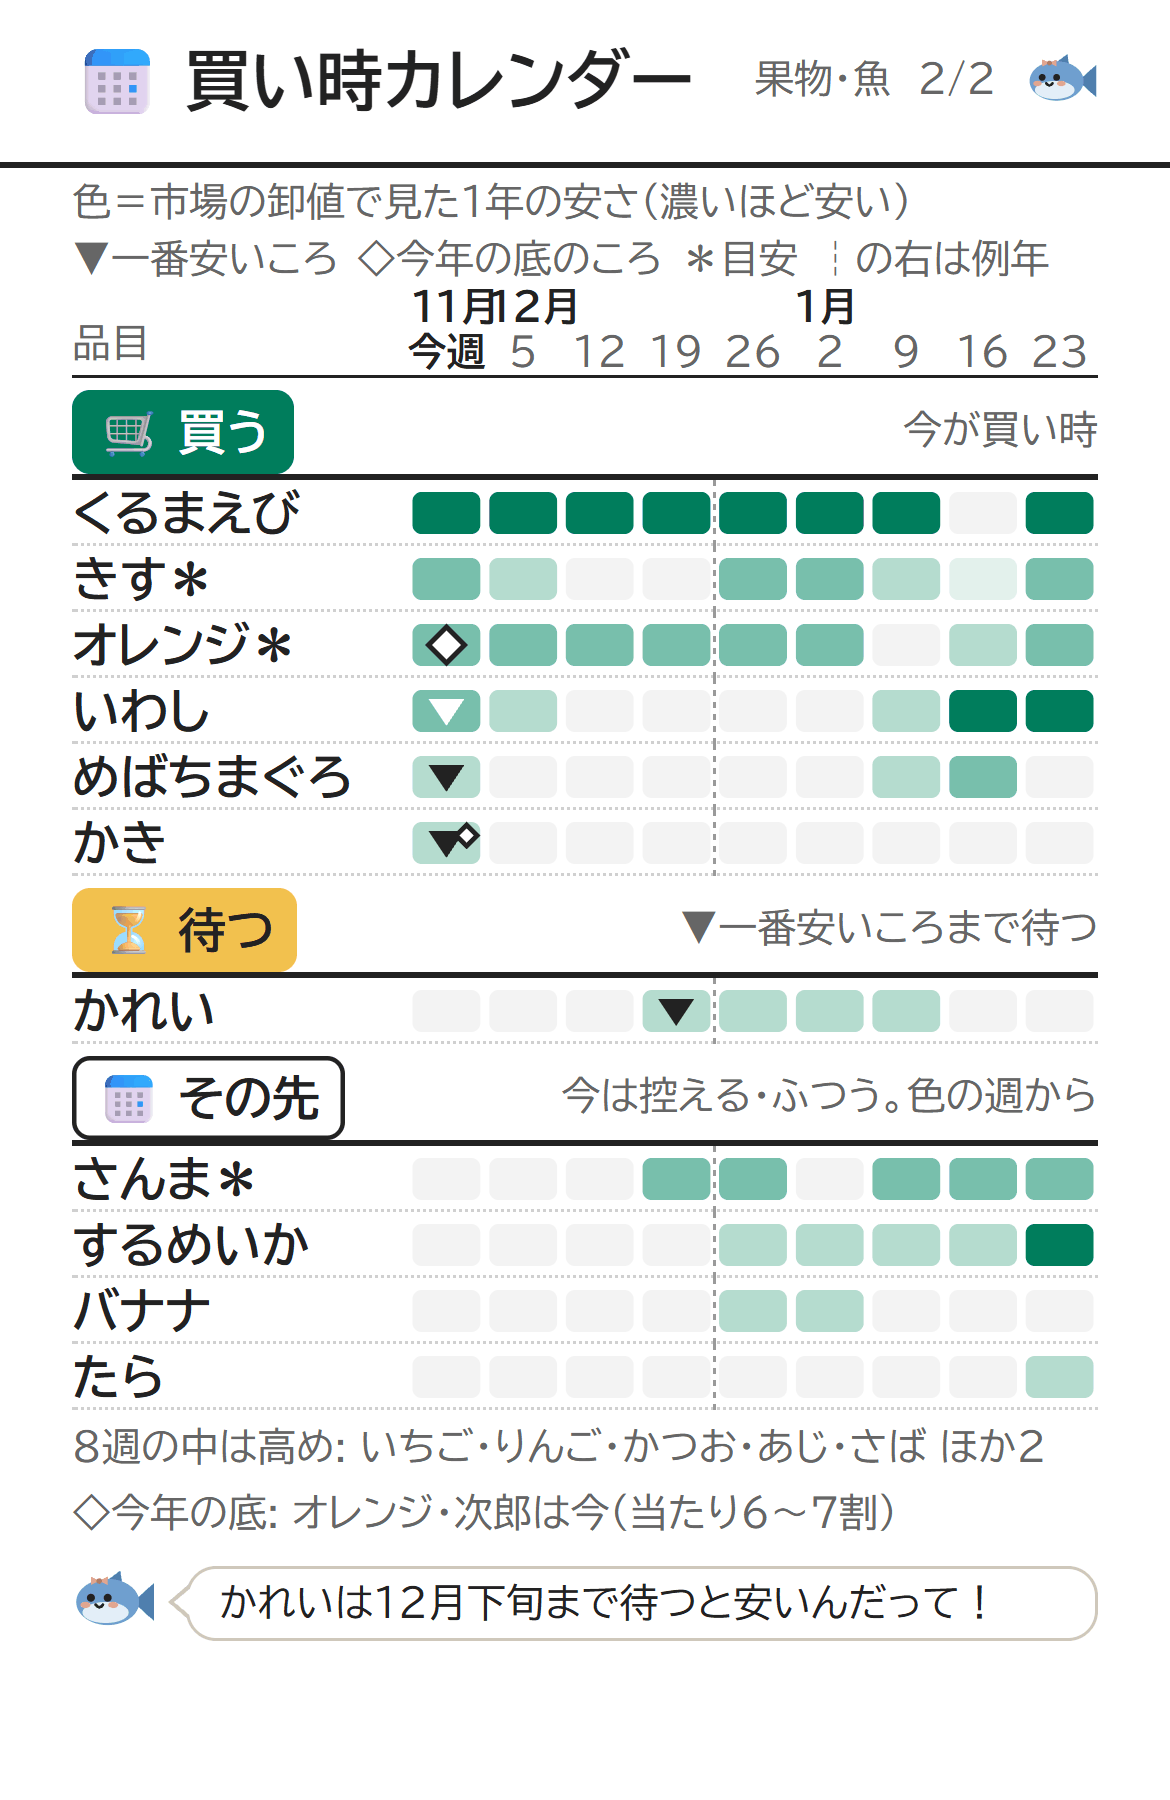 買い時カレンダー 果物・魚 2/2
色＝市場の卸値で見た1年の安さ（濃いほど安い）
▼一番安いころ ◇今年の底のころ ＊目安 ┊の右は例年
11月 12月 1月
品目 今週 5 12 19 26 2 9 16 23
買う 今が買い時
くるまえび
きす＊
オレンジ＊
いわし
めばちまぐろ
かき
待つ ▼一番安いころまで待つ
かれい
その先 今は控える・ふつう。色の週から
さんま＊
するめいか
バナナ
たら
8週の中は高め: いちご・りんご・かつお・あじ・さば ほか2
◇今年の底: オレンジ・次郎は今（当たり6〜7割）
かれいは12月下旬まで待つと安いんだって！